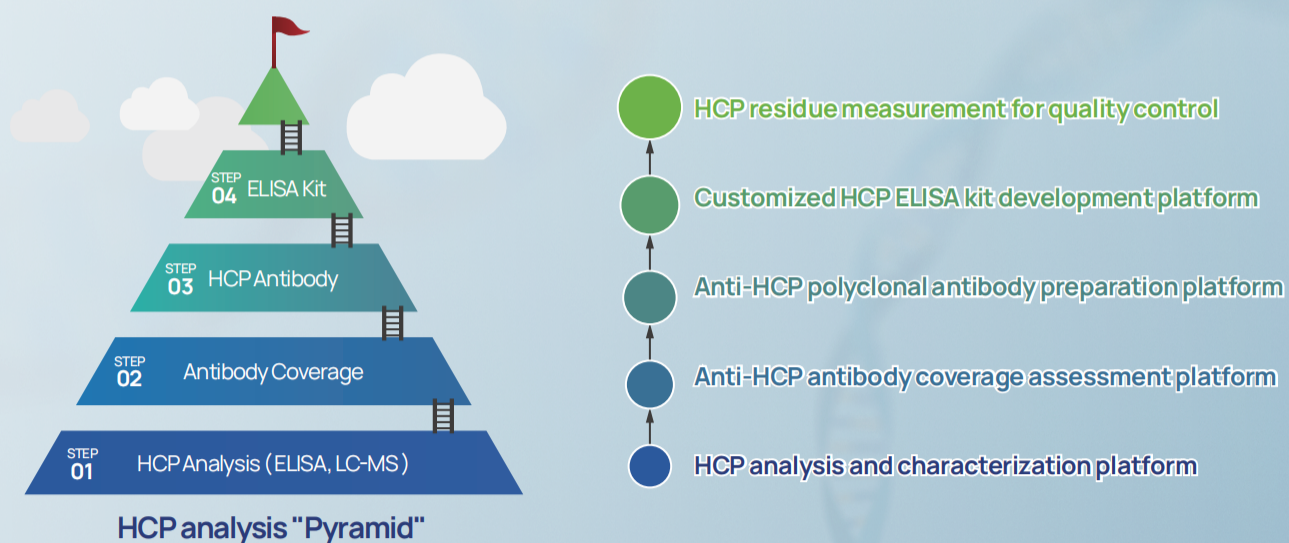 STEP
04 ELISA Kit
STEP
03 HCP Antibody
STEP
02 Antibody Coverage
STEP
01 HCP Analysis ( ELISA, LC-MS )
HCP analysis "Pyramid"
HCP residue measurement for quality control
Customized HCP ELISA kit development platform
Anti-HCP polyclonal antibody preparation platform
Anti-HCP antibody coverage assessment platform
HCP analysis and characterization platform